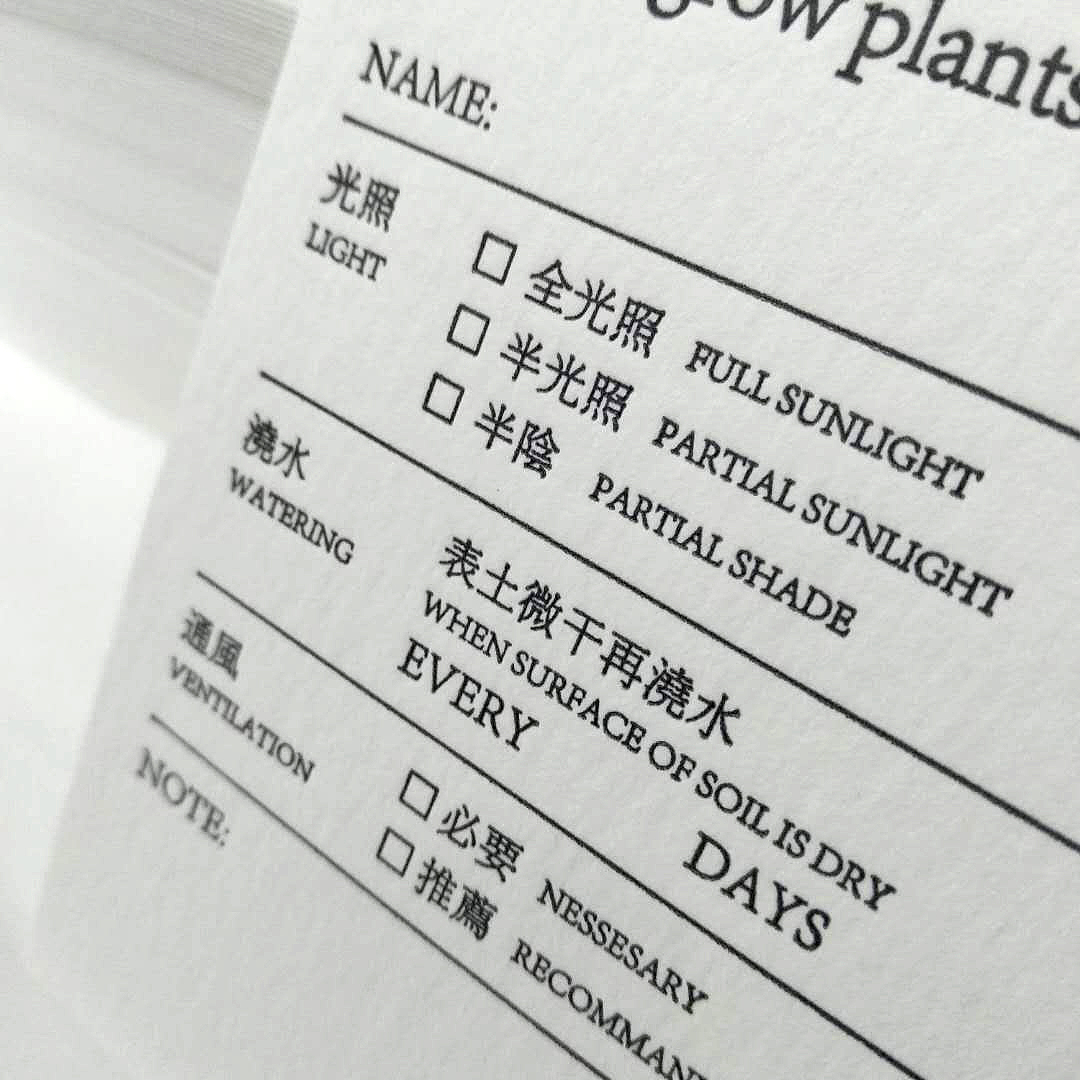 grow plants
NAME:
光照
LIGHT
□ 全光照 FULL SUNLIGHT
□ 半光照 PARTIAL SUNLIGHT
□ 半陰 PARTIAL SHADE
澆水
WATERING
表土微干再澆水
WHEN SURFACE OF SOIL IS DRY
EVERY DAYS
通風
VENTILATION
□ 必要 NESSESARY
□ 推薦 RECOMMAN
NOTE: